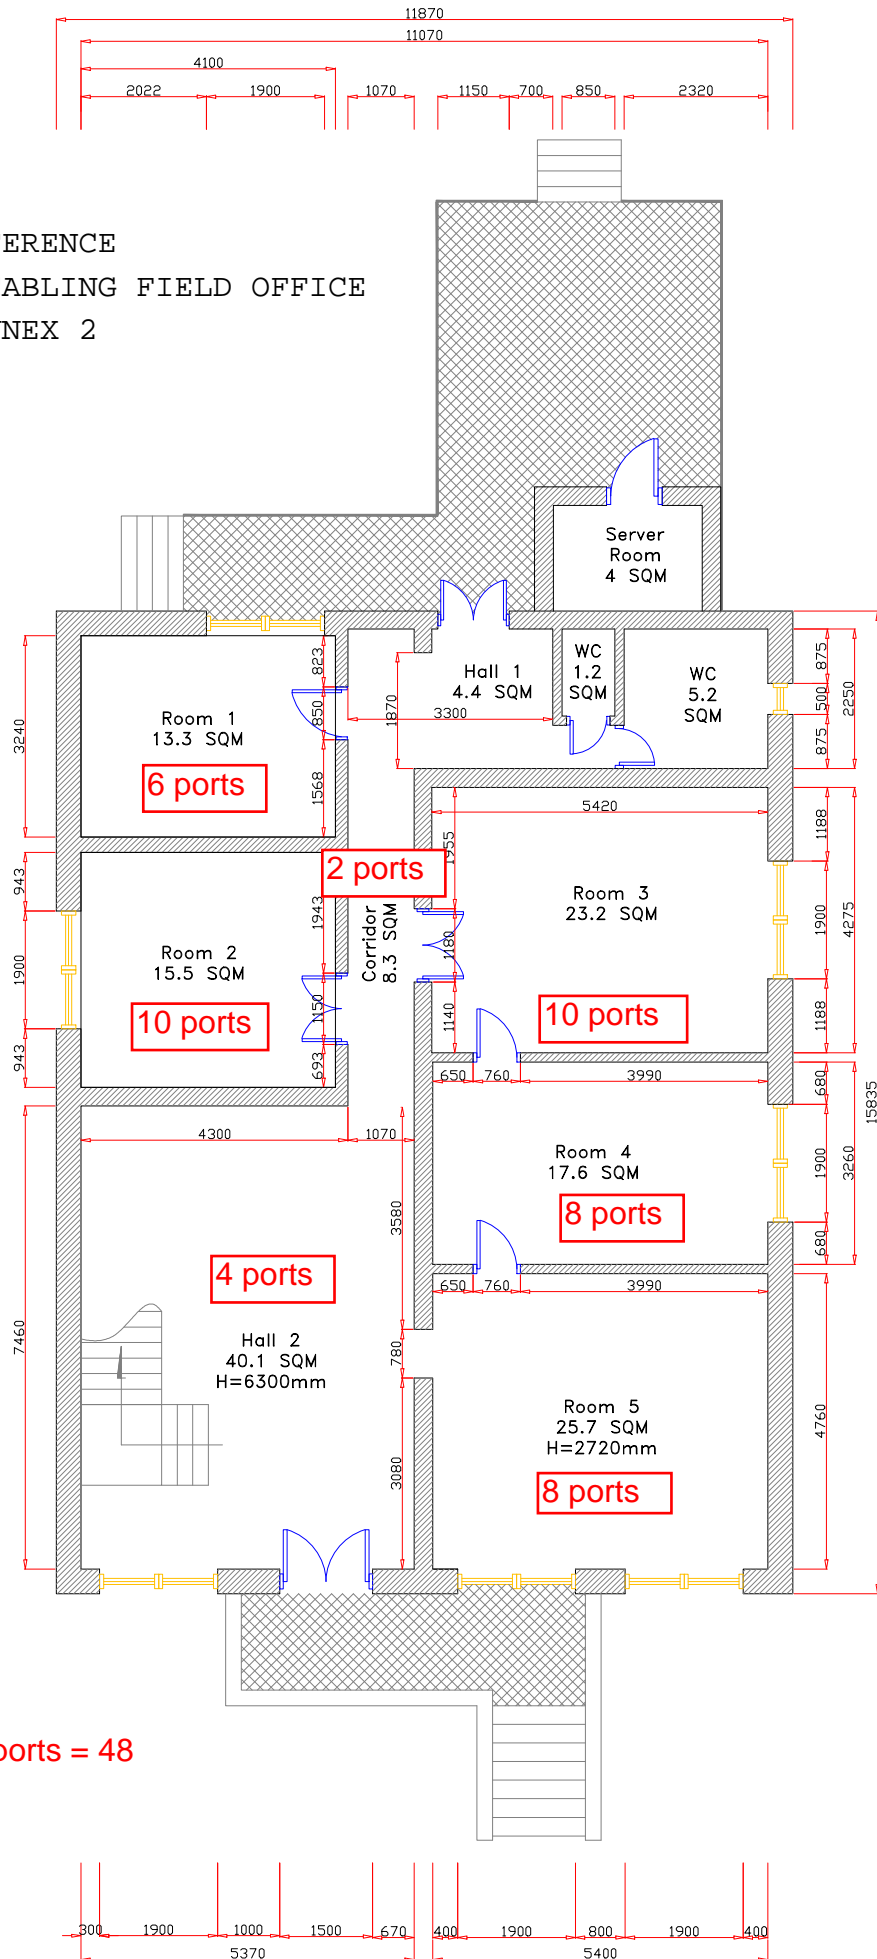 11870
11070
4100
2022
1900
1070
1150
700
850
2320
ERENCE
ABLING FIELD OFFICE
NEX 2
Server
Room
4 SQM
Hall 1
4.4 SQM
3300
1870
WC
1.2
SQM
WC
5.2
SQM
875
500
875
2250
Room 1
13.3 SQM
6 ports
3240
823
850
1568
2 ports
Corridor
8.3 SQM
5420
1955
1180
1140
Room 3
23.2 SQM
10 ports
1188
1900
1188
4275
943
1900
943
Room 2
15.5 SQM
10 ports
1943
1150
693
650
760
3990
680
1900
680
3260
15835
Room 4
17.6 SQM
8 ports
4300
1070
3580
780
3080
4 ports
Hall 2
40.1 SQM
H=6300mm
7460
650
760
3990
Room 5
25.7 SQM
H=2720mm
8 ports
4760
ports = 48
300
1900
1000
1500
670
400
1900
800
1900
400
5370
5400